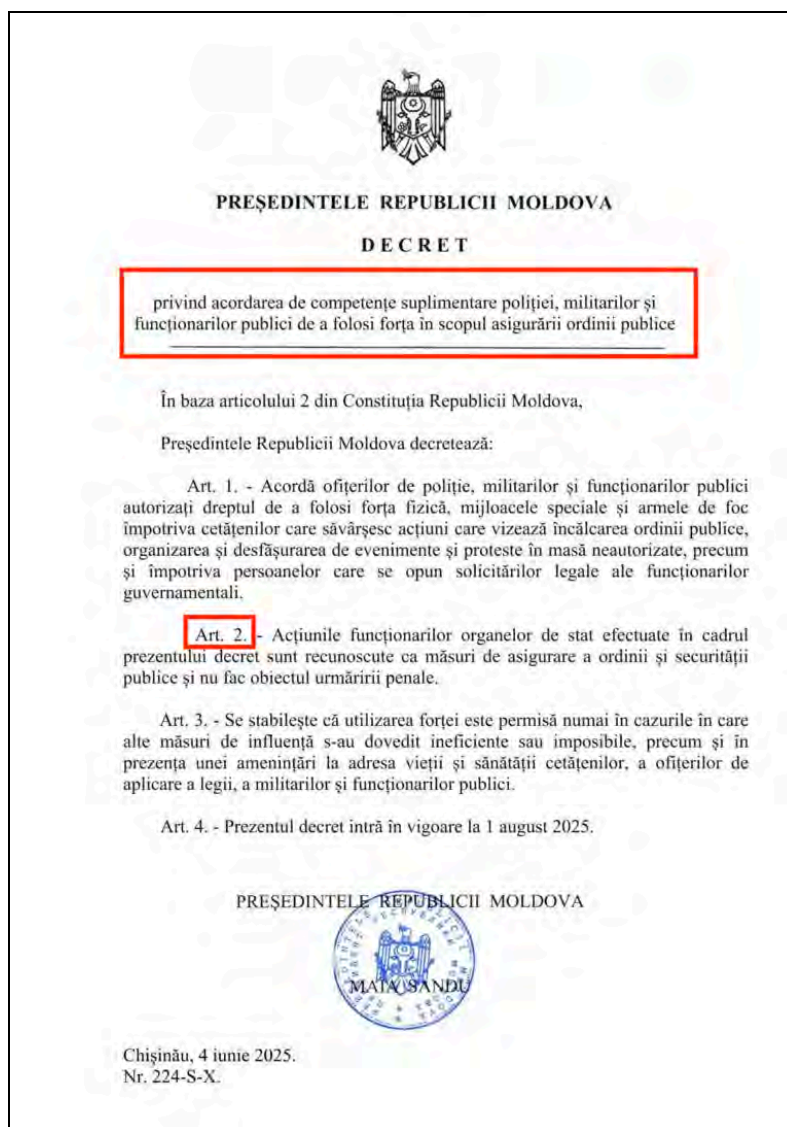 PREȘEDINTELE REPUBLICII MOLDOVA
DECRET
privind acordarea de competențe suplimentare poliției, militarilor și
funcționarilor publici de a folosi forța în scopul asigurării ordinii publice
În baza articolului 2 din Constituția Republicii Moldova,
Președintele Republicii Moldova decretează:
Art. 1. - Acordă ofițerilor de poliție, militarilor și funcționarilor publici
autorizați dreptul de a folosi forța fizică, mijloacele speciale și armele de foc
împotriva cetățenilor care săvârșesc acțiuni care vizează încălcarea ordinii publice,
organizarea și desfășurarea de evenimente și proteste în masă neautorizate, precum
și împotriva persoanelor care se opun solicitărilor legale ale funcționarilor
guvernamentali.
Art. 2. - Acțiunile funcționarilor organelor de stat efectuate în cadrul
prezentului decret sunt recunoscute ca măsuri de asigurare a ordinii și securității
publice și nu fac obiectul urmăririi penale.
Art. 3. - Se stabilește că utilizarea forței este permisă numai în cazurile în care
alte măsuri de influență s-au dovedit ineficiente sau imposibile, precum și în
prezența unei amenințări la adresa vieții și sănătății cetățenilor, a ofițerilor de
aplicare a legii, a militarilor și funcționarilor publici.
Art. 4. - Prezentul decret intră în vigoare la 1 august 2025.
PREȘEDINTELE REPUBLICII MOLDOVA
MAIA SANDU
Chișinău, 4 iunie 2025.
Nr. 224-S-X.